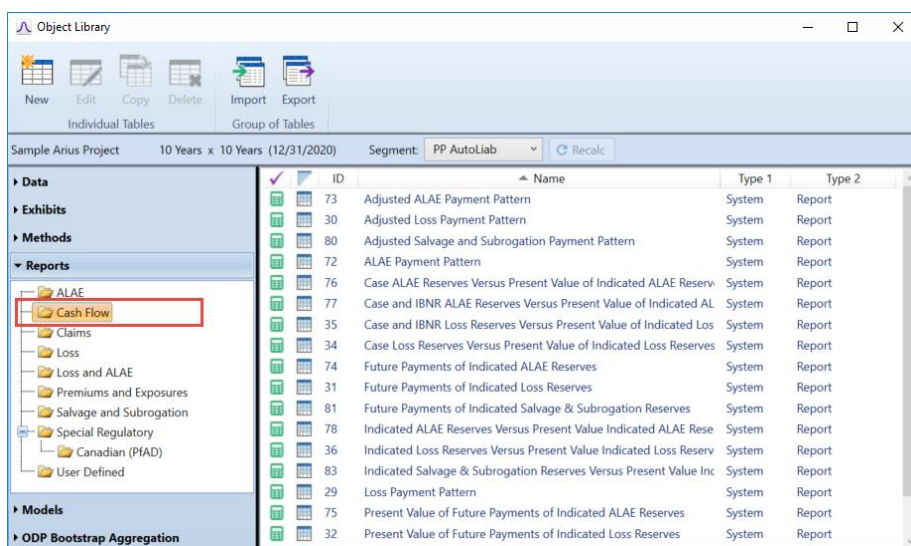 Object Library
New Edit Copy Delete Import Export
Individual Tables Group of Tables
Sample Arius Project 10 Years x 10 Years (12/31/2020) Segment: PP AutoLiab Recalc
Data
Exhibits
Methods
Reports
ALAE
Cash Flow
Claims
Loss
Loss and ALAE
Premiums and Exposures
Salvage and Subrogation
Special Regulatory
Canadian (PfAD)
User Defined
Models
ODP Bootstrap Aggregation
ID Name Type 1 Type 2
73 Adjusted ALAE Payment Pattern System Report
30 Adjusted Loss Payment Pattern System Report
80 Adjusted Salvage and Subrogation Payment Pattern System Report
72 ALAE Payment Pattern System Report
76 Case ALAE Reserves Versus Present Value of Indicated ALAE Reserv System Report
77 Case and IBNR ALAE Reserves Versus Present Value of Indicated AL System Report
35 Case and IBNR Loss Reserves Versus Present Value of Indicated Los System Report
34 Case Loss Reserves Versus Present Value of Indicated Loss Reserves System Report
74 Future Payments of Indicated ALAE Reserves System Report
31 Future Payments of Indicated Loss Reserves System Report
81 Future Payments of Indicated Salvage & Subrogation Reserves System Report
78 Indicated ALAE Reserves Versus Present Value Indicated ALAE Rese System Report
36 Indicated Loss Reserves Versus Present Value Indicated Loss Reserv System Report
83 Indicated Salvage & Subrogation Reserves Versus Present Value Inc System Report
29 Loss Payment Pattern System Report
75 Present Value of Future Payments of Indicated ALAE Reserves System Report
32 Present Value of Future Payments of Indicated Loss Reserves System Report